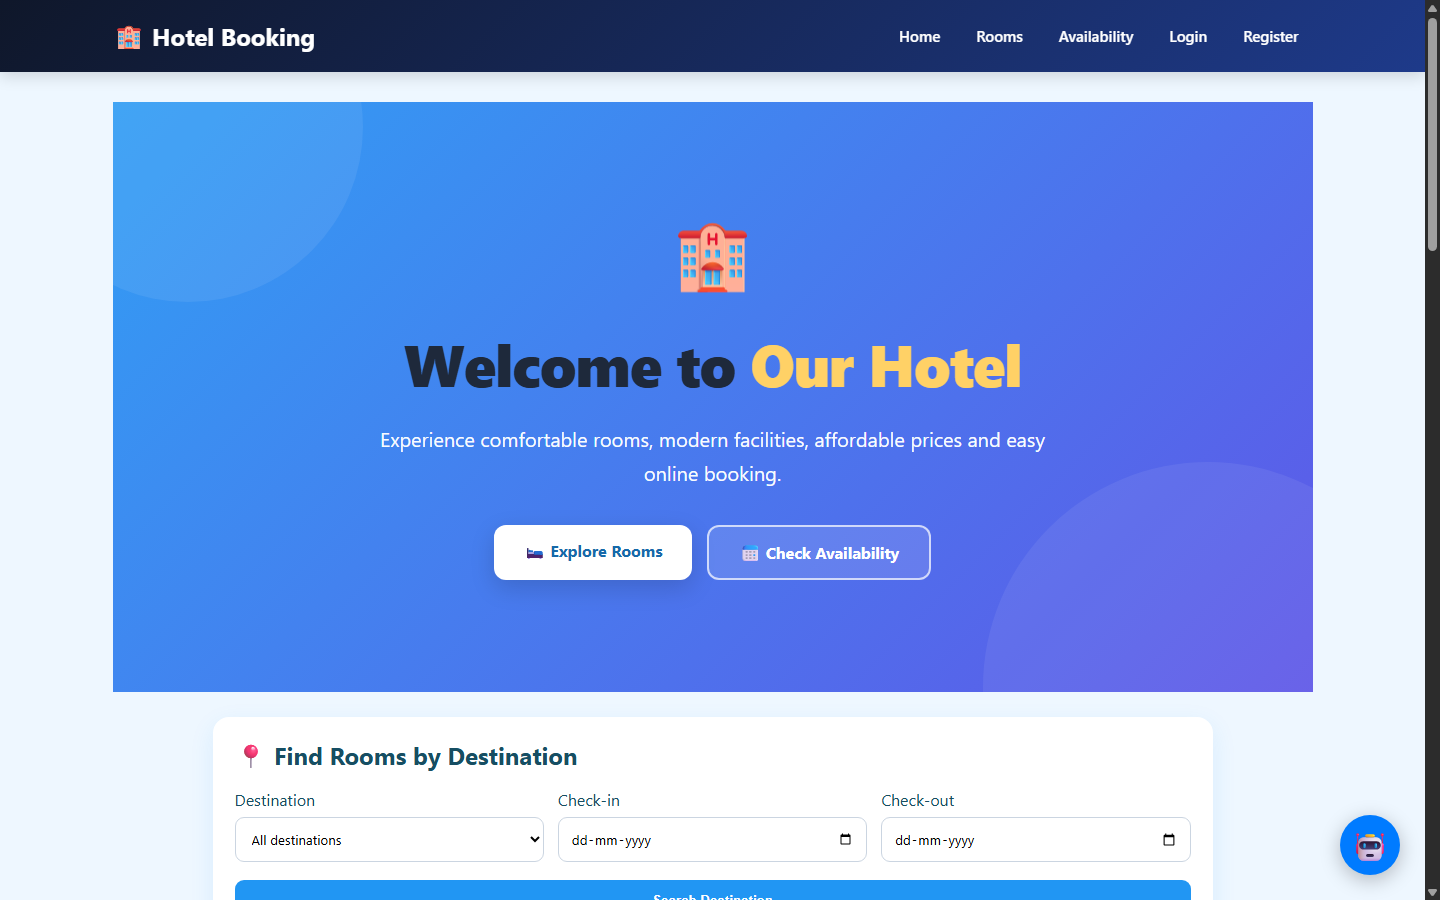 Hotel Booking
Home Rooms Availability Login Register
H
Welcome to Our Hotel
Experience comfortable rooms, modern facilities, affordable prices and easy
online booking.
Explore Rooms
Check Availability
Find Rooms by Destination
Destination Check-in Check-out
All destinations dd-mm-yyyy dd-mm-yyyy
Search Destination